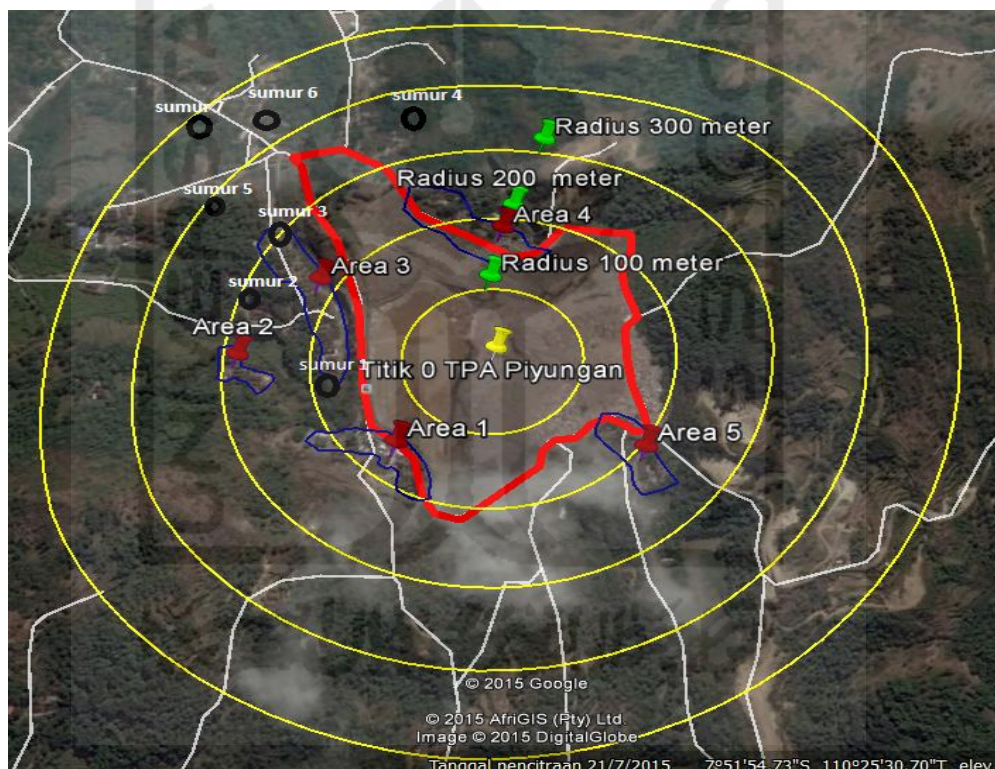 sumur 7
sumur 6
sumur 4
Radius 300 meter
Radius 200 meter
sumur 5
sumur 3
Area 4
Area 3
Radius 100 meter
sumur 2
Area 2
sumur 1
Titik 0 TPA Piyungan
Area 1
Area 5
© 2015 Google
© 2015 AfriGIS (Pty) Ltd.
Image © 2015 DigitalGlobe
Tanggal pencitraan 21/7/2015 7°51'54.73"S, 110°25'30.70"T elev